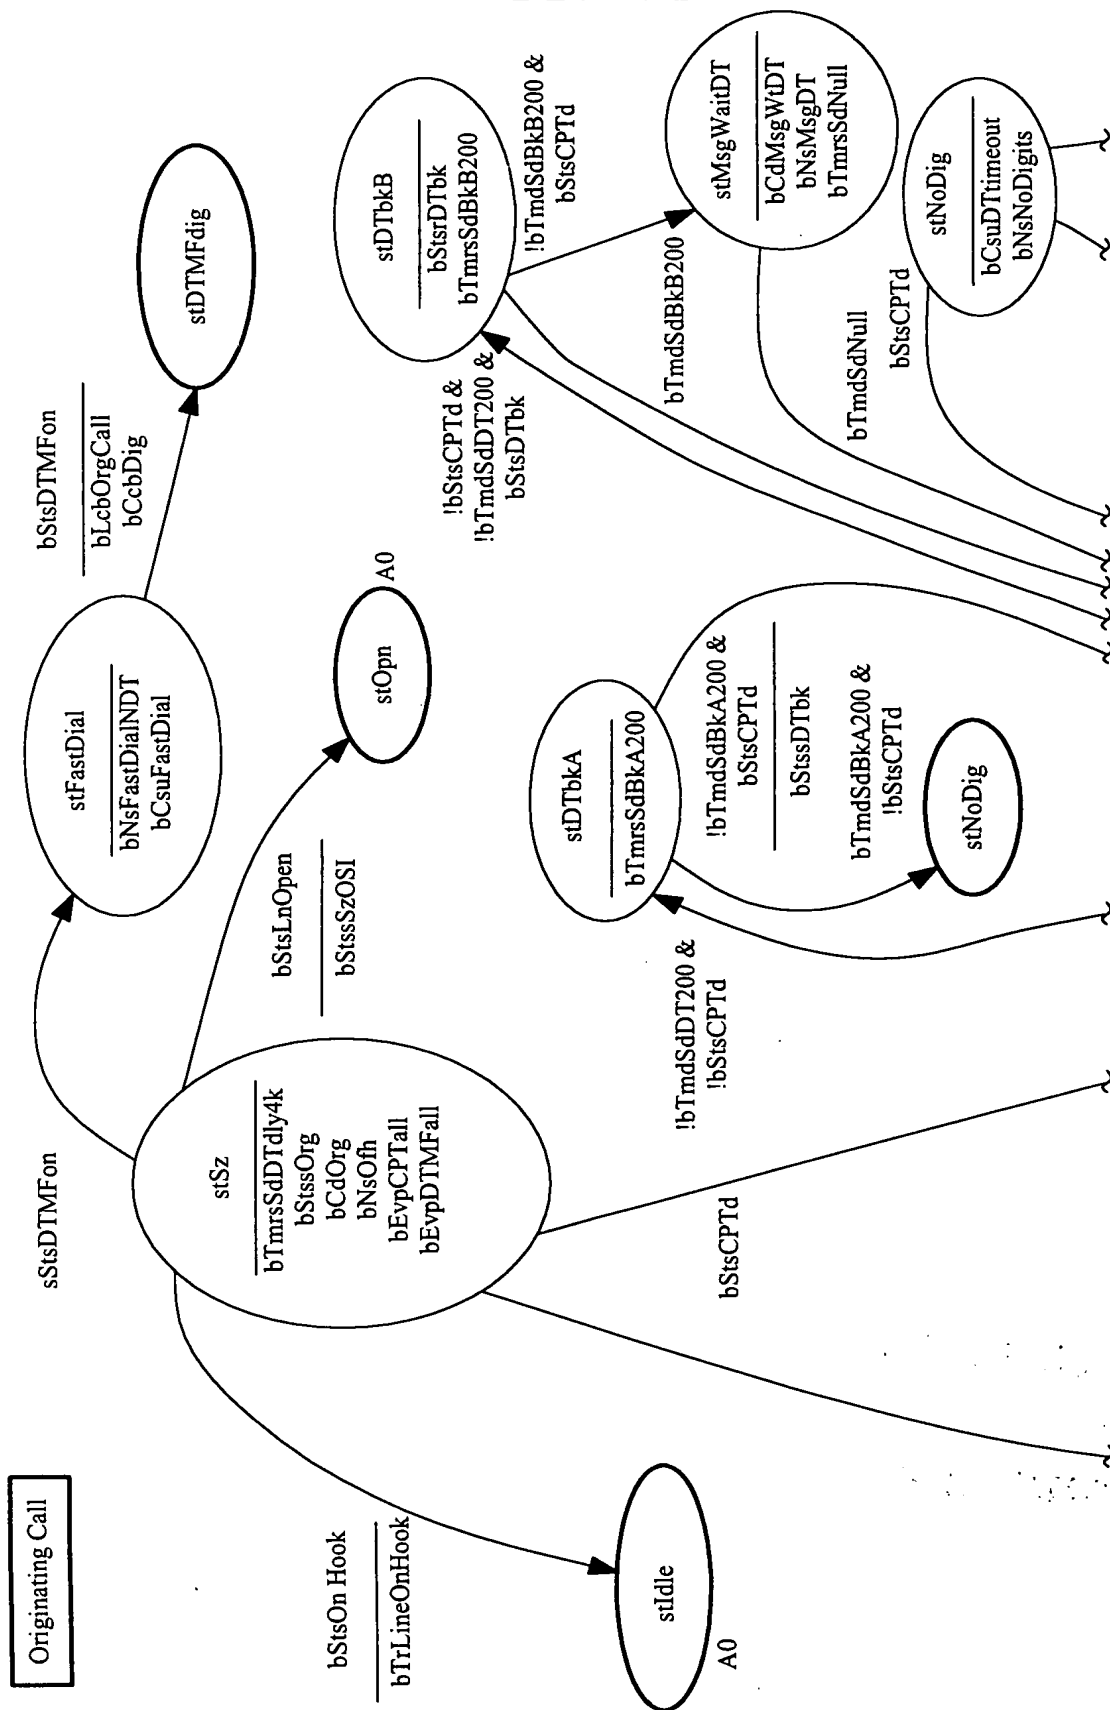 Originating Call
sStsDTMFon
stFastDial
bNsFastDialNDT
bCsuFastDial
bStsDTMFon
bLcbOrgCall
bCcbDig
stDTMFdig
bStsOn Hook
bTrLineOnHook
stIdle
A0
stSz
bTmrsSdDTdly4k
bStssOrg
bCdOrg
bNsOfh
bEvpCPTall
bEvpDTMFall
bStsLnOpen
bStssSzOSI
stOpn
A0
bStsCPTd
!bTmdSdDT200 &
!bStsCPTd
stDTbkA
bTmrsSdBkA200
!bTmdSdBkA200 &
bStsCPTd
bStssDTbk
bTmdSdBkA200 &
!bStsCPTd
stNoDig
!bStsCPTd &
!bTmdSdDT200 &
bStsDTbk
stDTbkB
bStsrDTbk
bTmrsSdBkB200
!bTmdSdBkB200 &
bStsCPTd
bTmdSdBkB200
stMsgWaitDT
bCdMsgWtDT
bNsMsgDT
bTmrsSdNull
bTmdSdNull
bStsCPTd
stNoDig
bCsuDTtimeout
bNsNoDigits